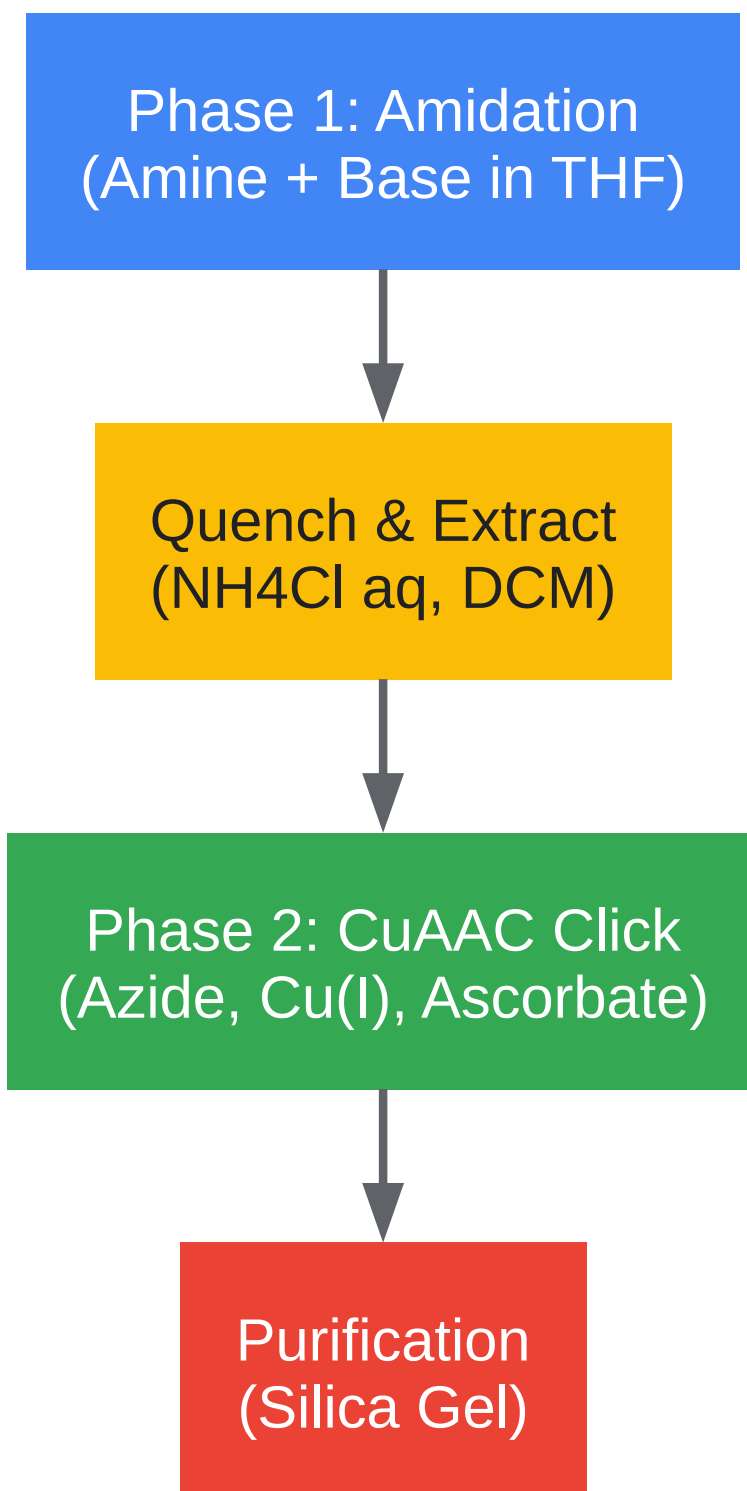 Phase 1: Amidation
(Amine + Base in THF)
Quench & Extract
(NH4Cl aq, DCM)
Phase 2: CuAAC Click
(Azide, Cu(I), Ascorbate)
Purification
(Silica Gel)